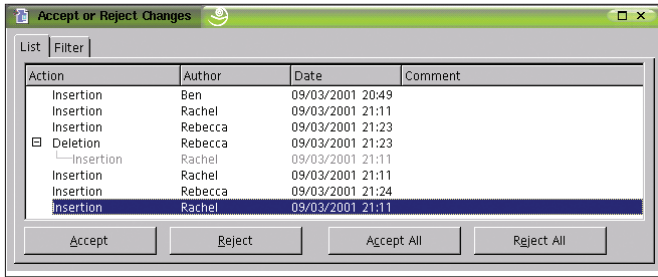 Accept or Reject Changes
List Filter
Action Author Date Comment
Insertion Ben 09/03/2001 20:49
Insertion Rachel 09/03/2001 21:11
Insertion Rebecca 09/03/2001 21:23
Deletion Rebecca 09/03/2001 21:23
Insertion Rachel 09/03/2001 21:11
Insertion Rachel 09/03/2001 21:11
Insertion Rebecca 09/03/2001 21:24
Insertion Rachel 09/03/2001 21:11
Accept Reject Accept All Reject All